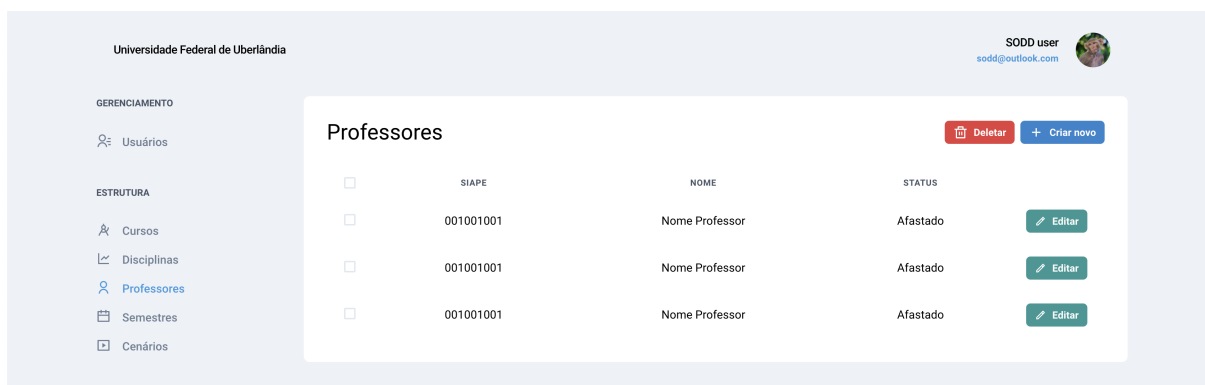 Universidade Federal de Uberlândia
SODD user
sodd@outlook.com
GERENCIAMENTO
Usuários
ESTRUTURA
Cursos
Disciplinas
Professores
Semestres
Cenários
Professores
Deletar
Criar novo
SIAPE NOME STATUS
001001001 Nome Professor Afastado Editar
001001001 Nome Professor Afastado Editar
001001001 Nome Professor Afastado Editar